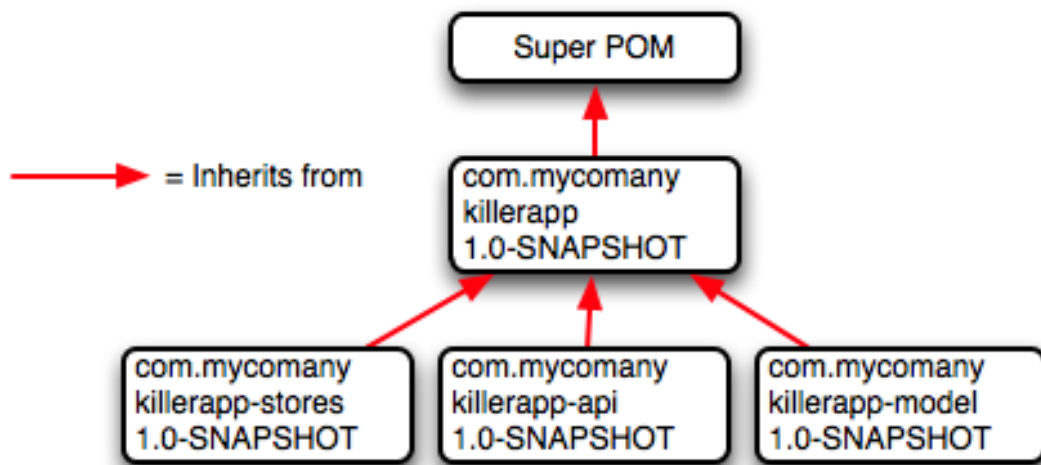 Super POM
= Inherits from
com.mycomany
killerapp
1.0-SNAPSHOT
com.mycomany
killerapp-stores
1.0-SNAPSHOT
com.mycomany
killerapp-api
1.0-SNAPSHOT
com.mycomany
killerapp-model
1.0-SNAPSHOT